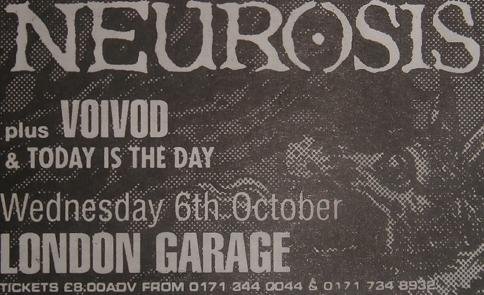 NEUROSIS
plus VOIVOD
& TODAY IS THE DAY
Wednesday 6th October
LONDON GARAGE
TICKETS £8.00ADV FROM 0171 344 0044 & 0171 734 8932